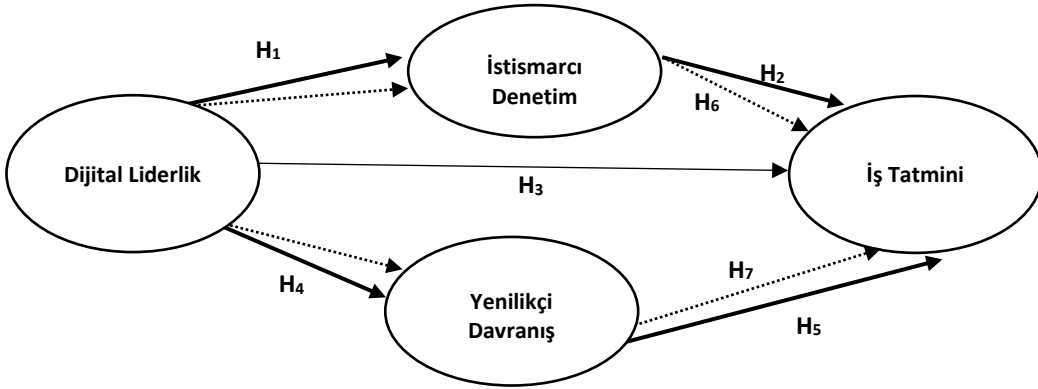 H1
İstismarcı
Denetim
H2
H6
Dijital Liderlik
H3
İş Tatmini
H4
Yenilikçi
Davranış
H7
H5